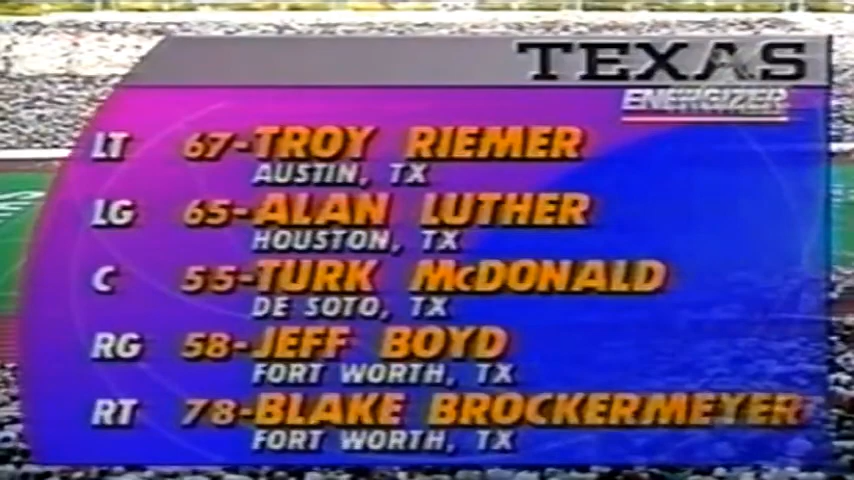 TEXAS
ENERGIZER
LT 67-TROY RIEMER
AUSTIN, TX
LG 65-ALAN LUTHER
HOUSTON, TX
C 55-TURK McDONALD
DE SOTO, TX
RG 58-JEFF BOYD
FORT WORTH, TX
RT 78-BLAKE BROCKERMEYER
FORT WORTH, TX